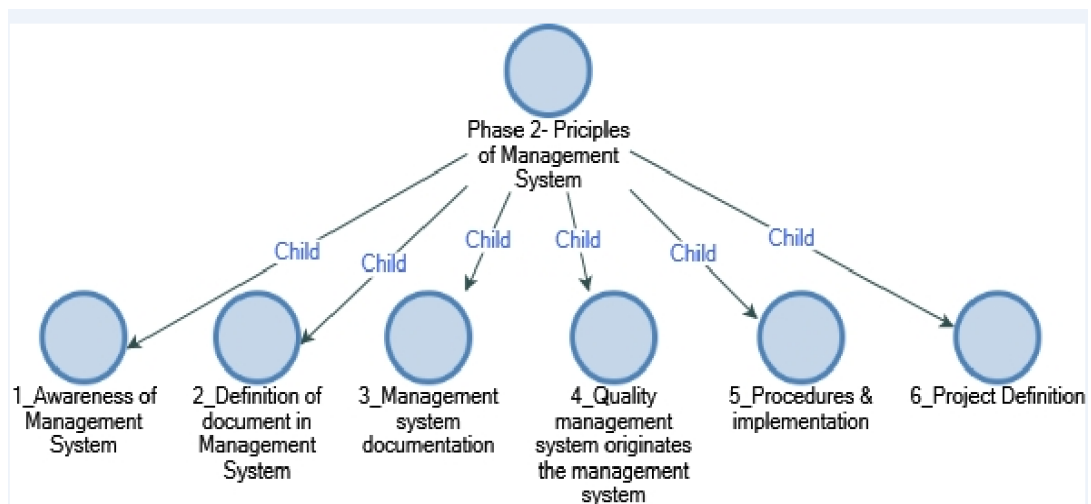 Phase 2- Priciples
of Management
System
Child
Child
Child
Child
Child
Child
1_Awareness of
Management
System
2_Definition of
document in
Management
System
3_Management
system
documentation
4_Quality
management
system originates
the management
system
5_Procedures &
implementation
6_Project Definition